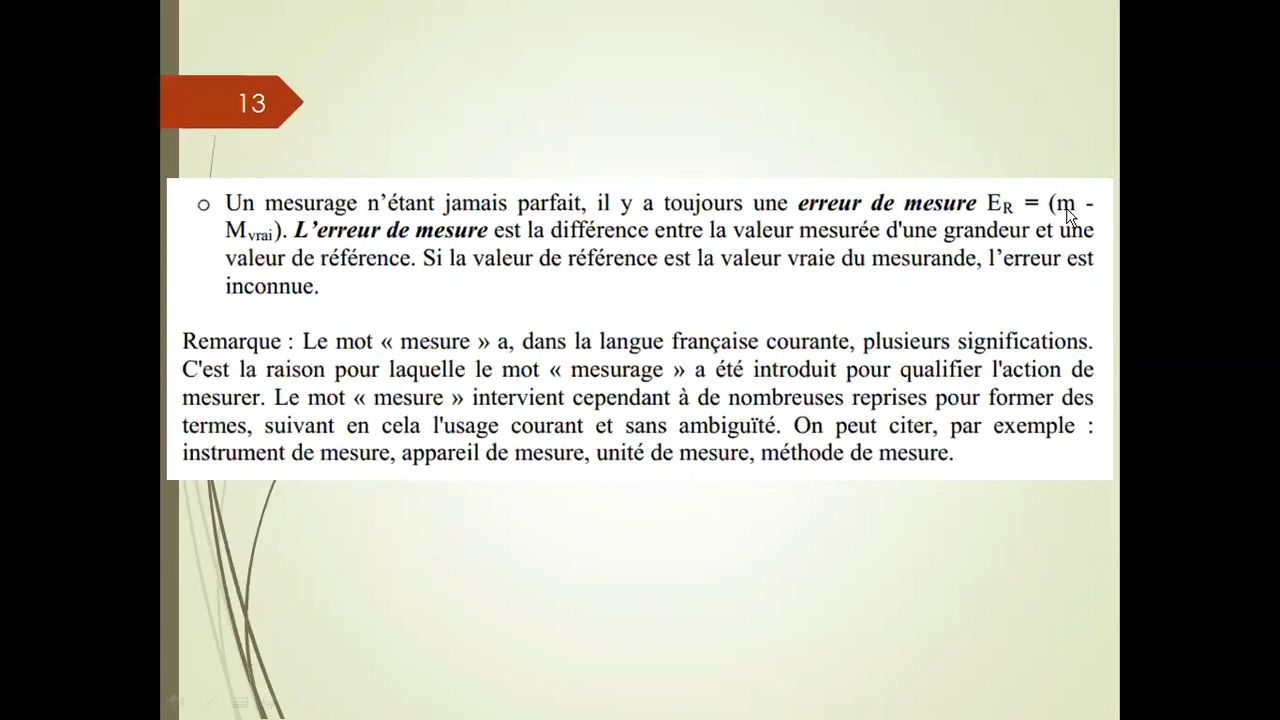 13
○ Un mesurage n’étant jamais parfait, il y a toujours une erreur de mesure ER = (m -
Mvrai). L’erreur de mesure est la différence entre la valeur mesurée d'une grandeur et une
valeur de référence. Si la valeur de référence est la valeur vraie du mesurande, l’erreur est
inconnue.
Remarque : Le mot « mesure » a, dans la langue française courante, plusieurs significations.
C'est la raison pour laquelle le mot « mesurage » a été introduit pour qualifier l'action de
mesurer. Le mot « mesure » intervient cependant à de nombreuses reprises pour former des
termes, suivant en cela l'usage courant et sans ambiguïté. On peut citer, par exemple :
instrument de mesure, appareil de mesure, unité de mesure, méthode de mesure.